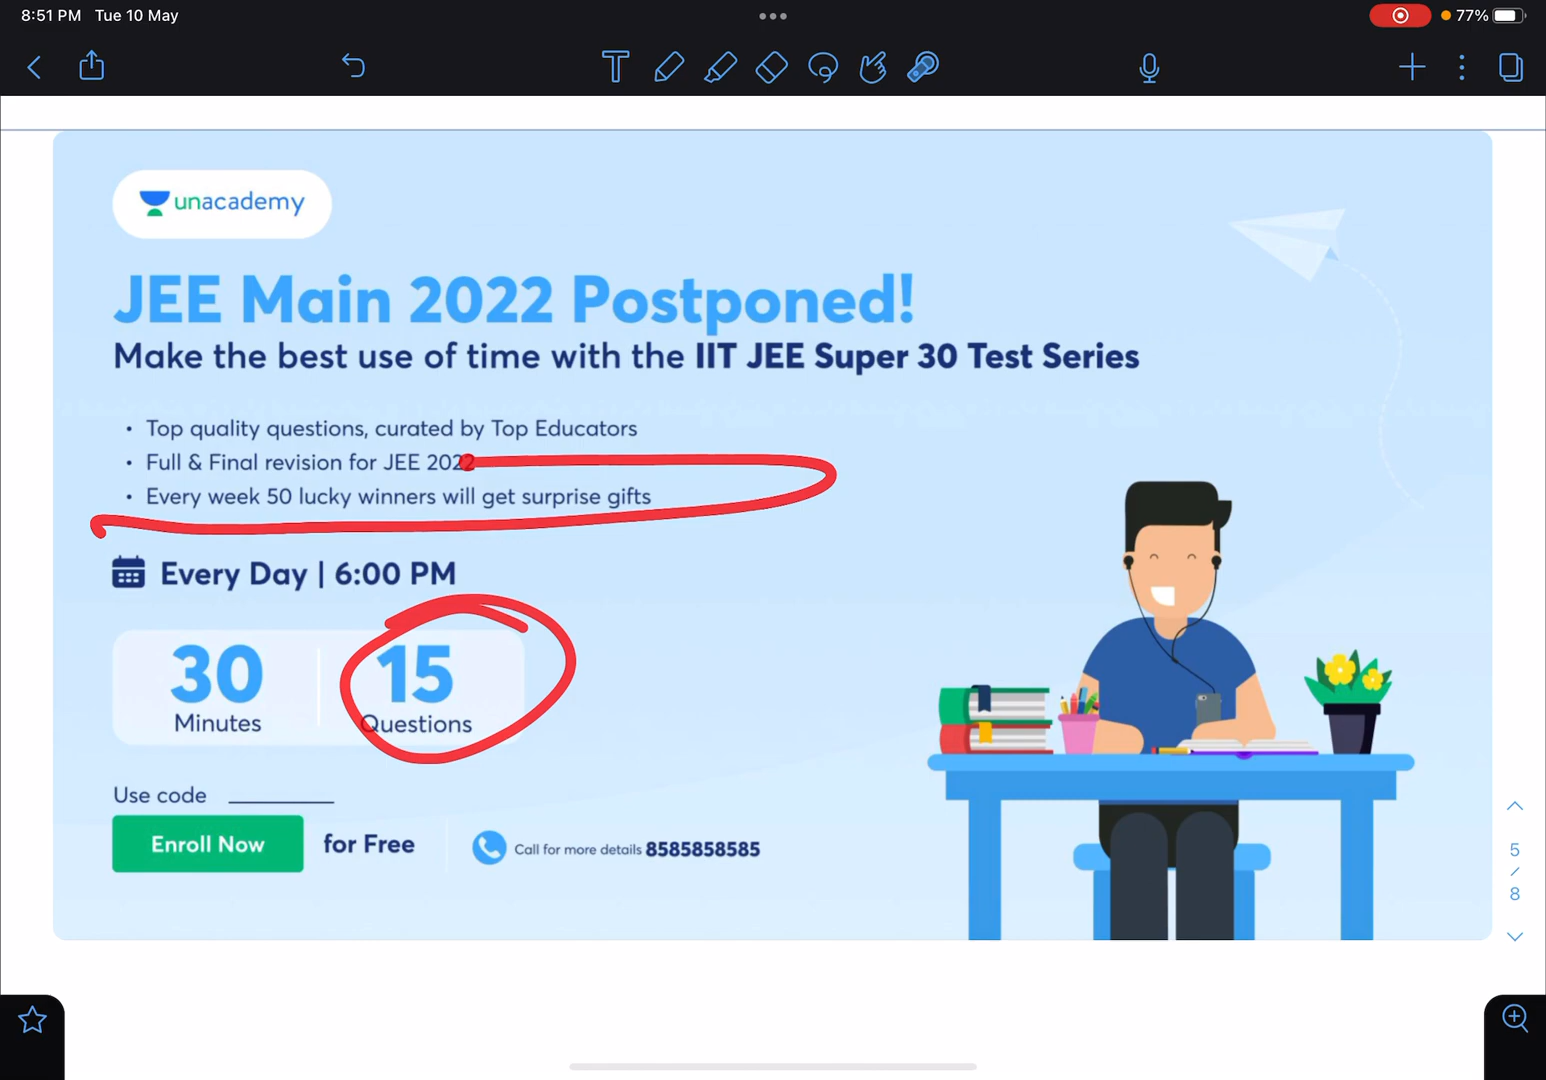 8:51 PM Tue 10 May
77%
unacademy
JEE Main 2022 Postponed!
Make the best use of time with the IIT JEE Super 30 Test Series
• Top quality questions, curated by Top Educators
• Full & Final revision for JEE 2022
• Every week 50 lucky winners will get surprise gifts
Every Day | 6:00 PM
30
Minutes
15
Questions
Use code ________
Enroll Now for Free
Call for more details 8585858585
5
/
8